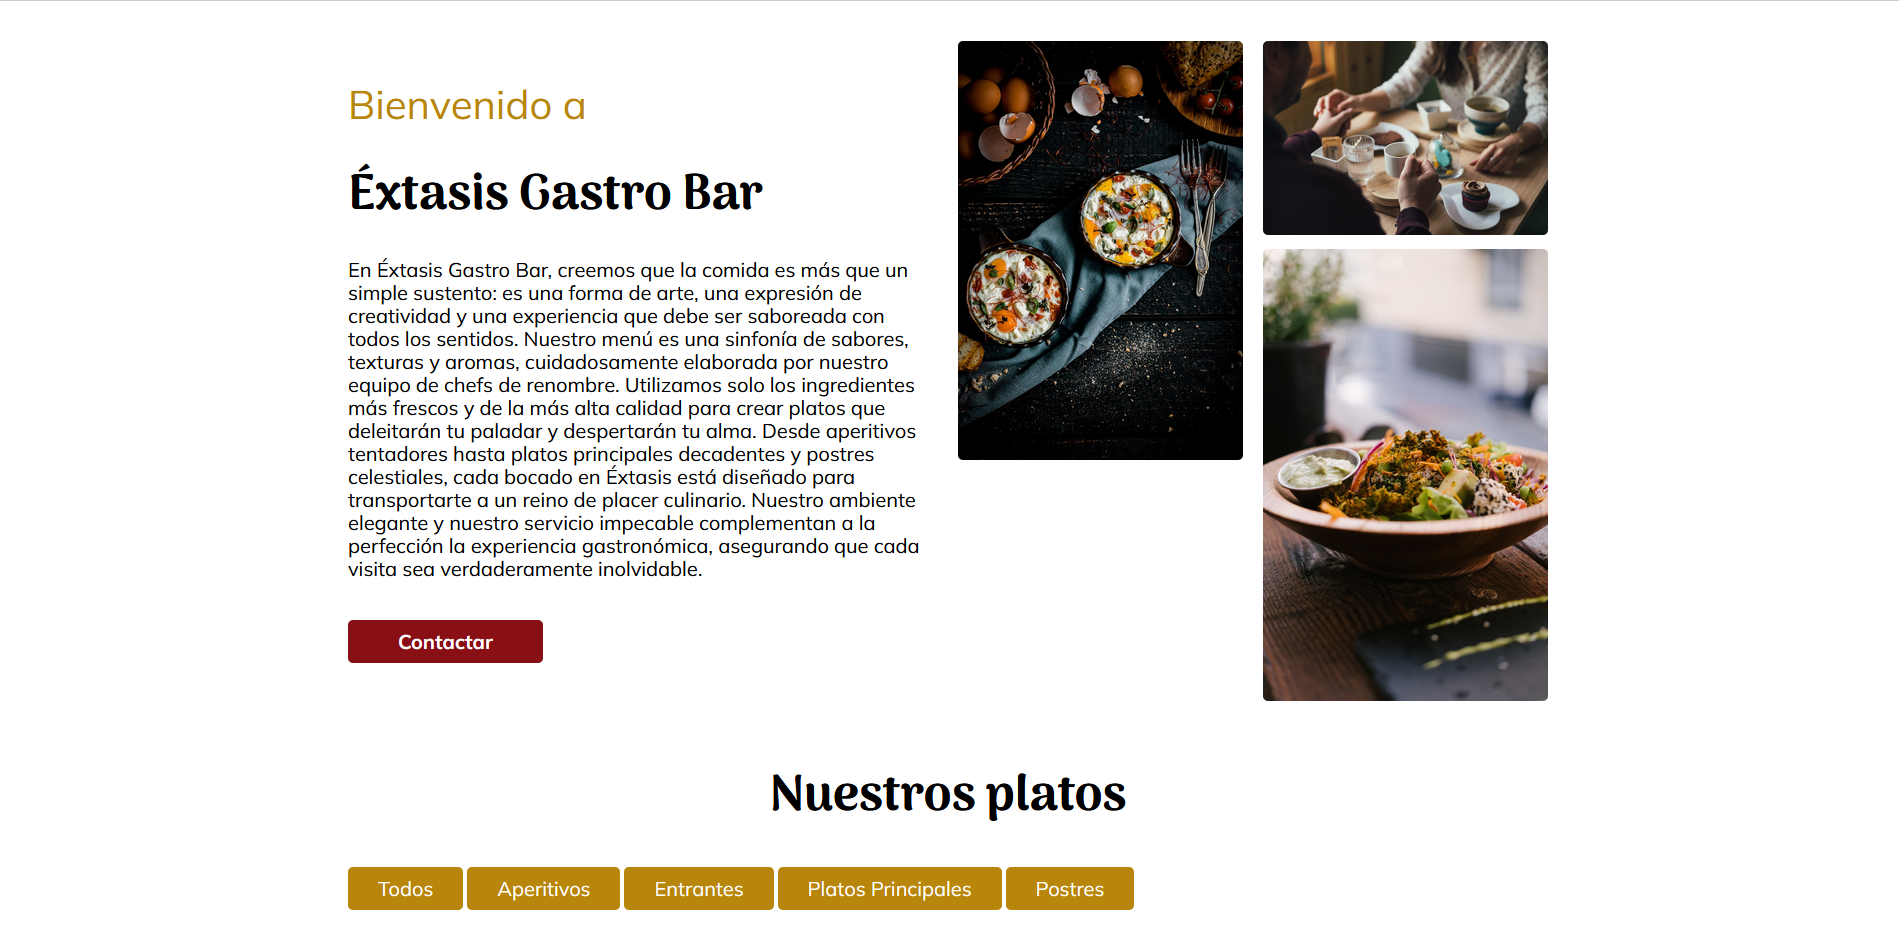 Bienvenido a
Éxtasis Gastro Bar
En Éxtasis Gastro Bar, creemos que la comida es más que un
simple sustento: es una forma de arte, una expresión de
creatividad y una experiencia que debe ser saboreada con
todos los sentidos. Nuestro menú es una sinfonía de sabores,
texturas y aromas, cuidadosamente elaborada por nuestro
equipo de chefs de renombre. Utilizamos solo los ingredientes
más frescos y de la más alta calidad para crear platos que
deleitarán tu paladar y despertarán tu alma. Desde aperitivos
tentadores hasta platos principales decadentes y postres
celestiales, cada bocado en Éxtasis está diseñado para
transportarte a un reino de placer culinario. Nuestro ambiente
elegante y nuestro servicio impecable complementan a la
perfección la experiencia gastronómica, asegurando que cada
visita sea verdaderamente inolvidable.
Contactar
Nuestros platos
Todos
Aperitivos
Entrantes
Platos Principales
Postres